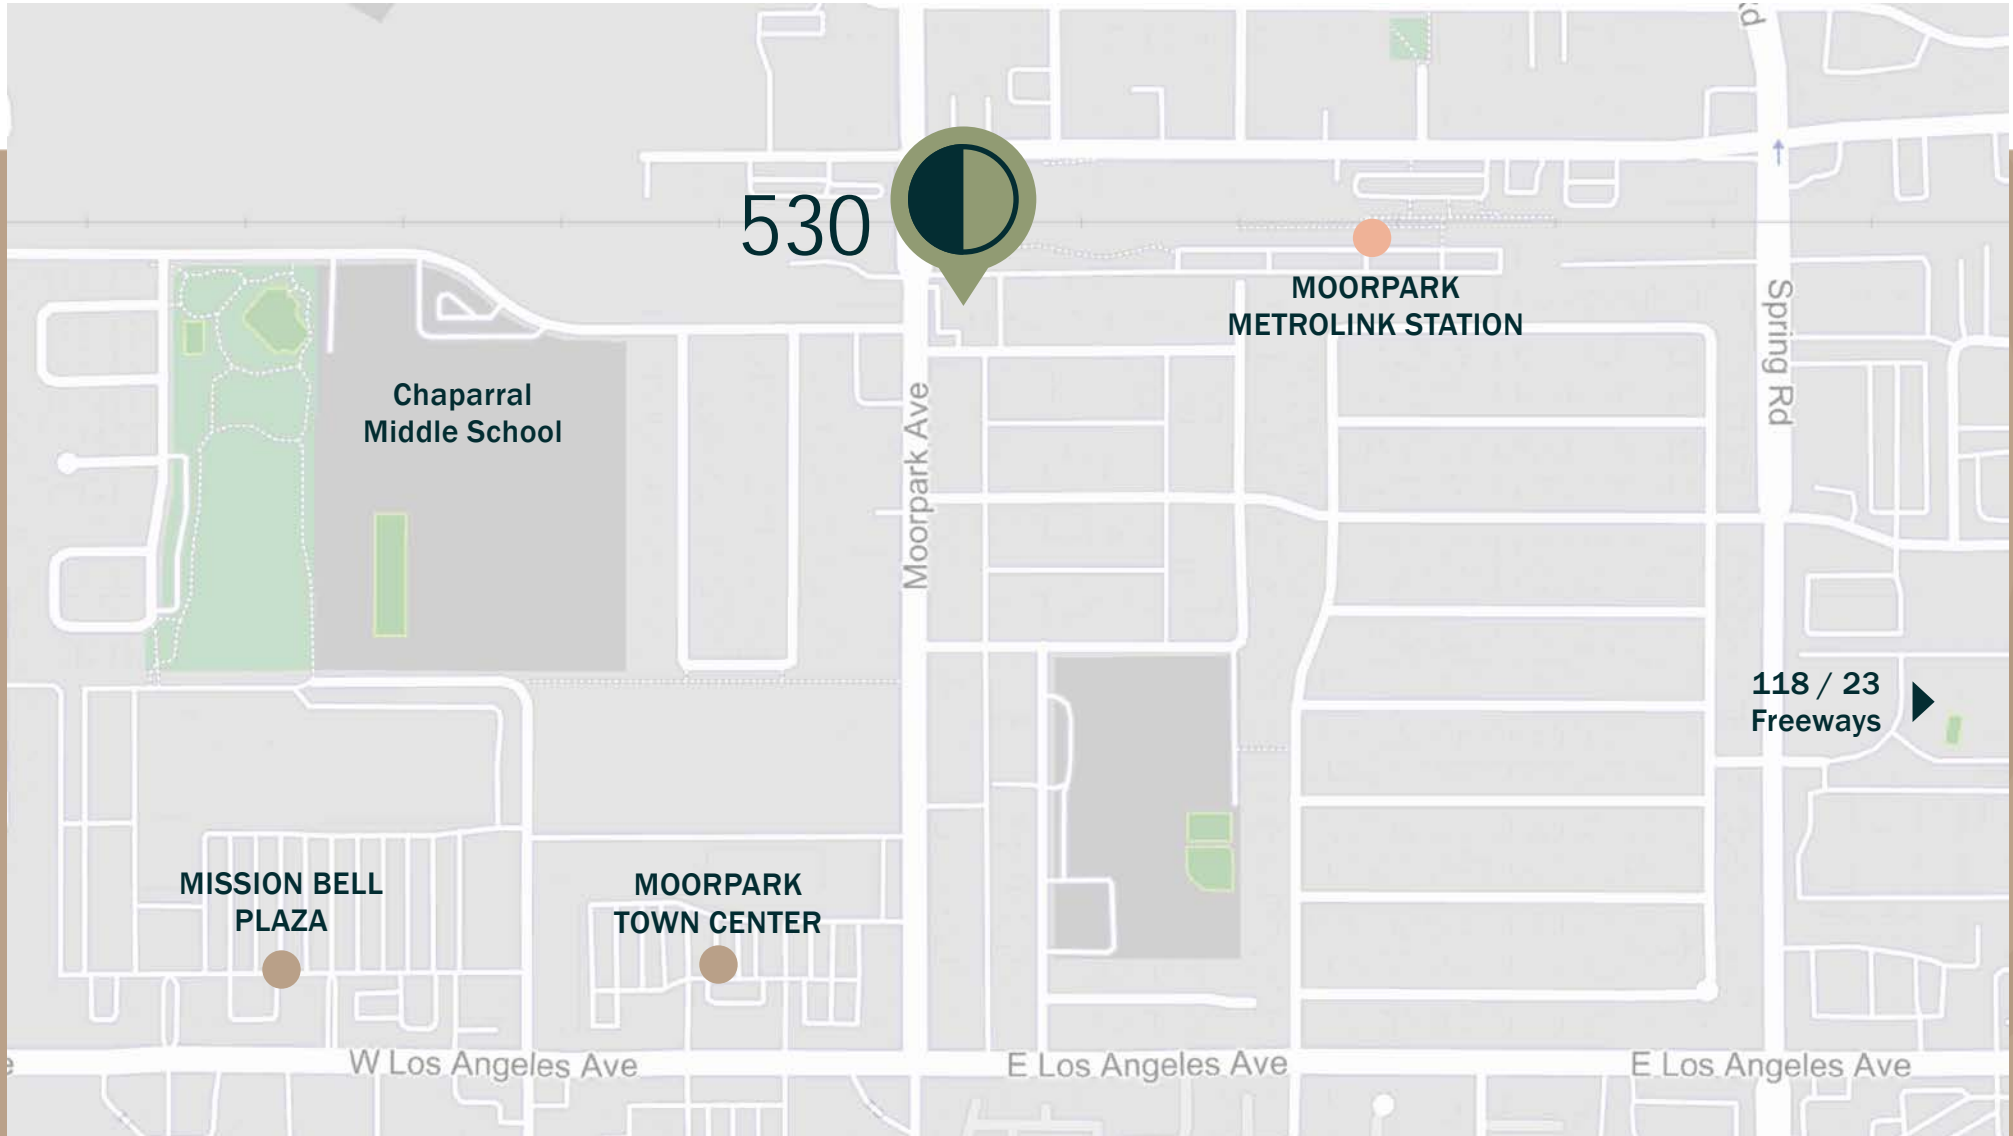 Rd
530
MOORPARK
METROLINK STATION
Spring Rd
Chaparral
Middle School
Moorpark Ave
118 / 23
Freeways
MISSION BELL
PLAZA
MOORPARK
TOWN CENTER
e
W Los Angeles Ave
E Los Angeles Ave
E Los Angeles Ave